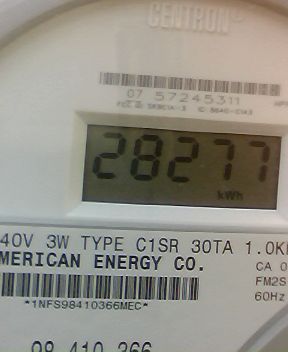 CENTRON
07 57245311
28277
kWh
40V 3W TYPE C1SR 30TA 1.0K
MERICAN ENERGY CO.
CA 0
FM2S
*1NFS98410366MEC*
60Hz
98 410 366